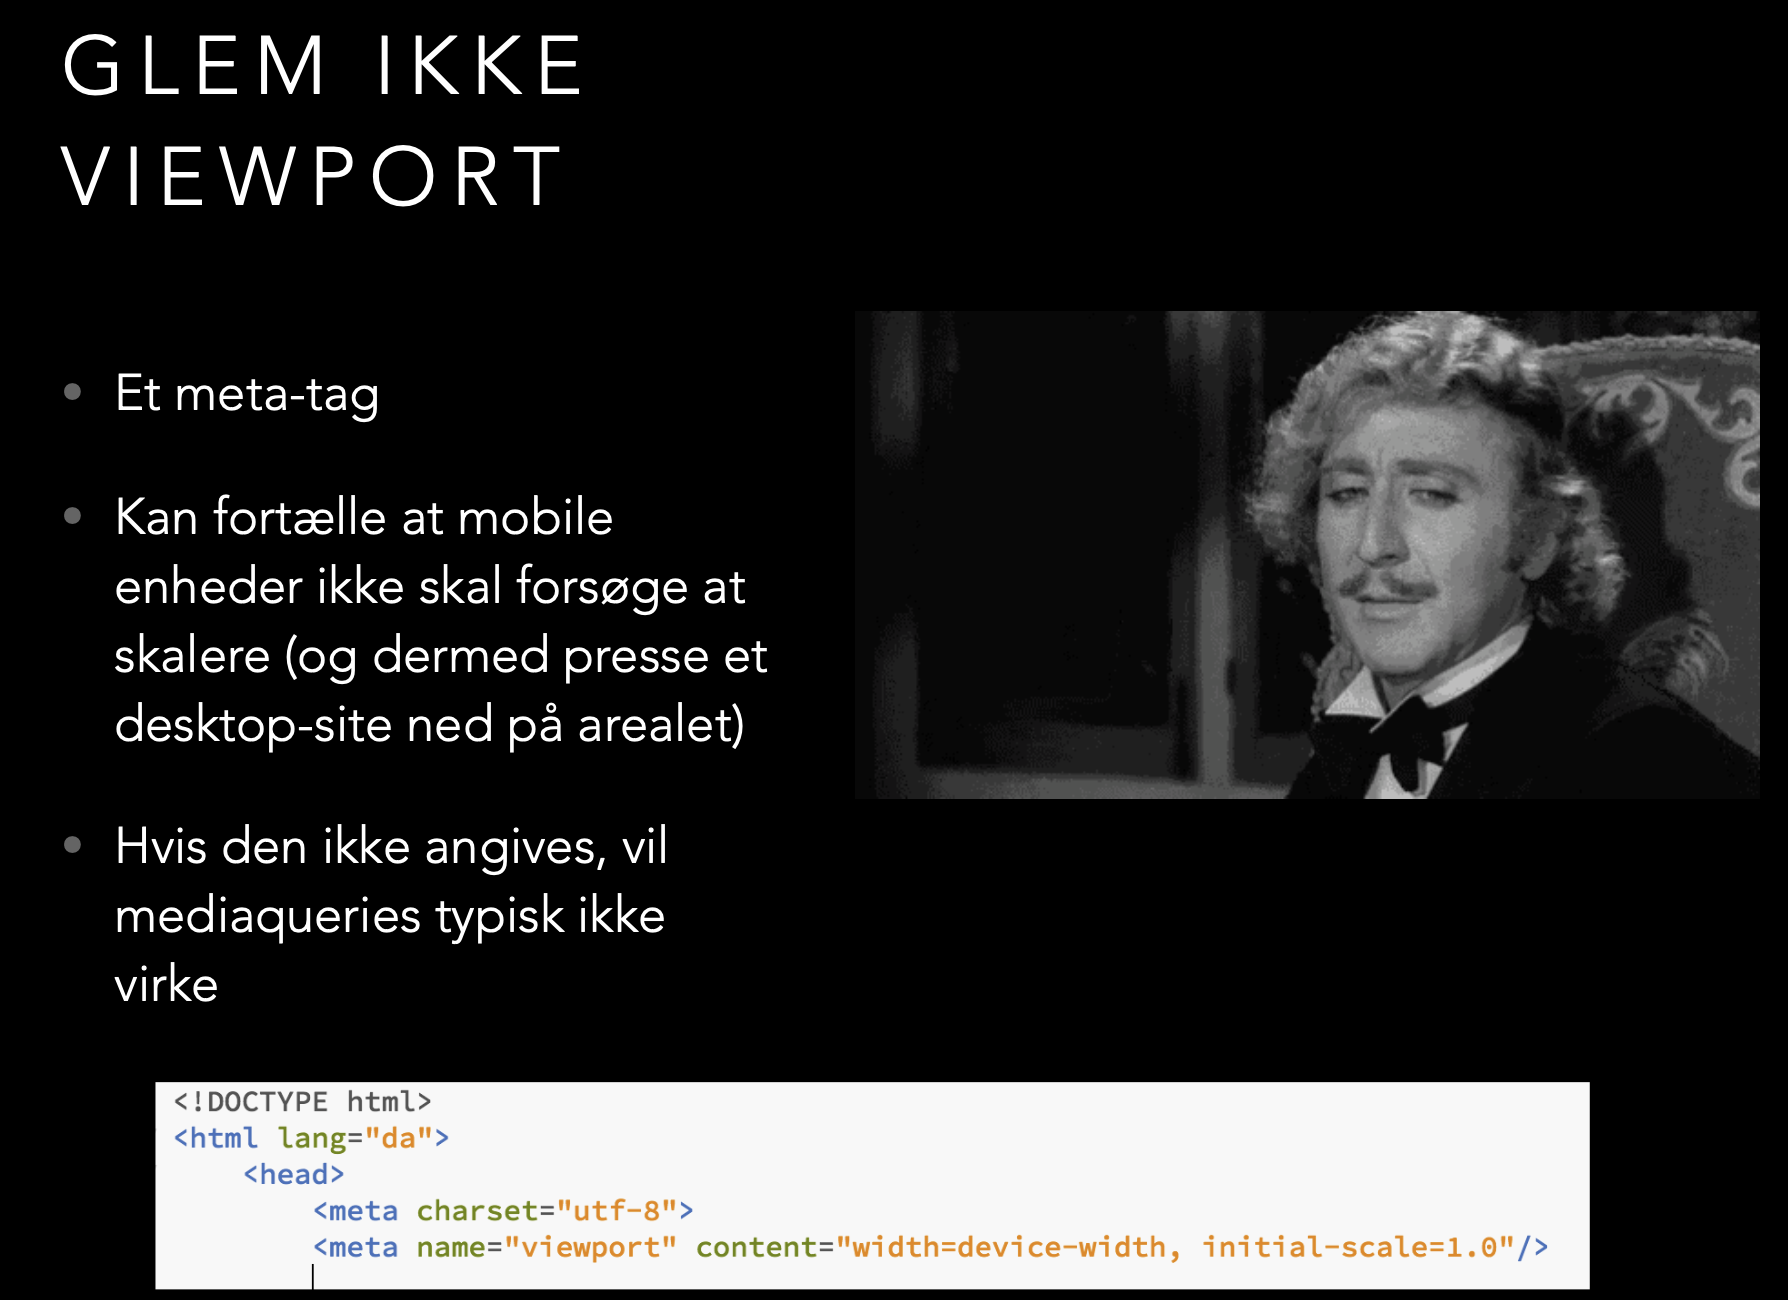 GLEM IKKE
VIEWPORT
• Et meta-tag
• Kan fortælle at mobile
enheder ikke skal forsøge at
skalere (og dermed presse et
desktop-site ned på arealet)
• Hvis den ikke angives, vil
mediaqueries typisk ikke
virke
<!DOCTYPE html>
<html lang="da">
    <head>
        <meta charset="utf-8">
        <meta name="viewport" content="width=device-width, initial-scale=1.0"/>